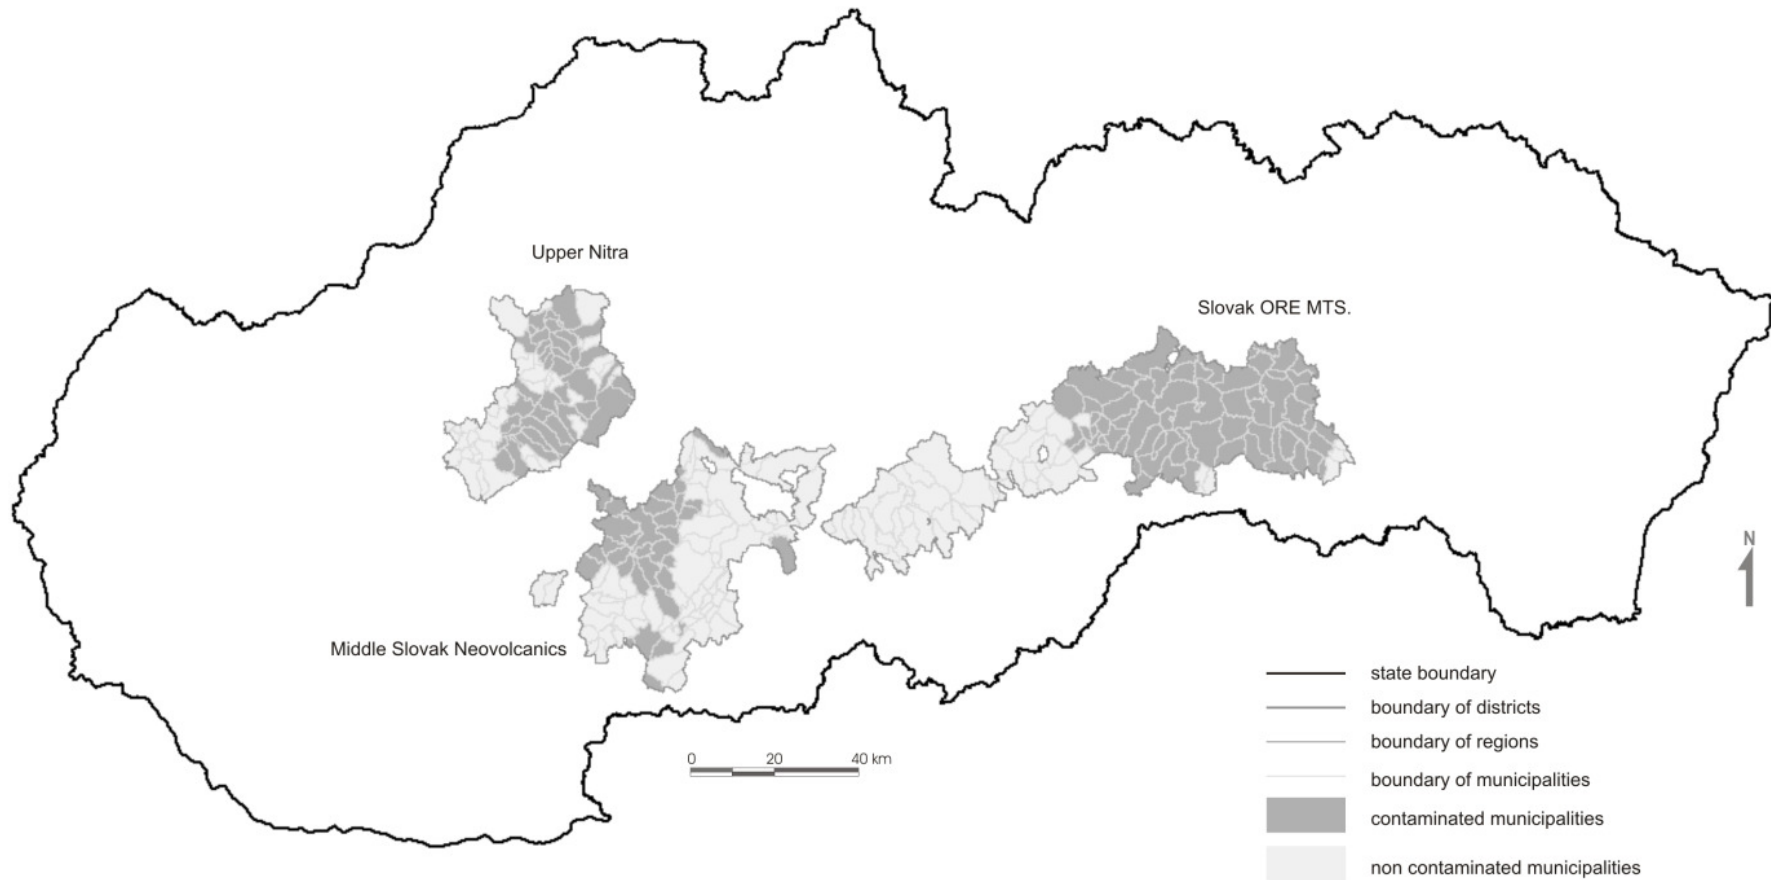 Upper Nitra
Slovak ORE MTS.
N
Middle Slovak Neovolcanics
state boundary
boundary of districts
boundary of regions
boundary of municipalities
contaminated municipalities
non contaminated municipalities
0 20 40 km